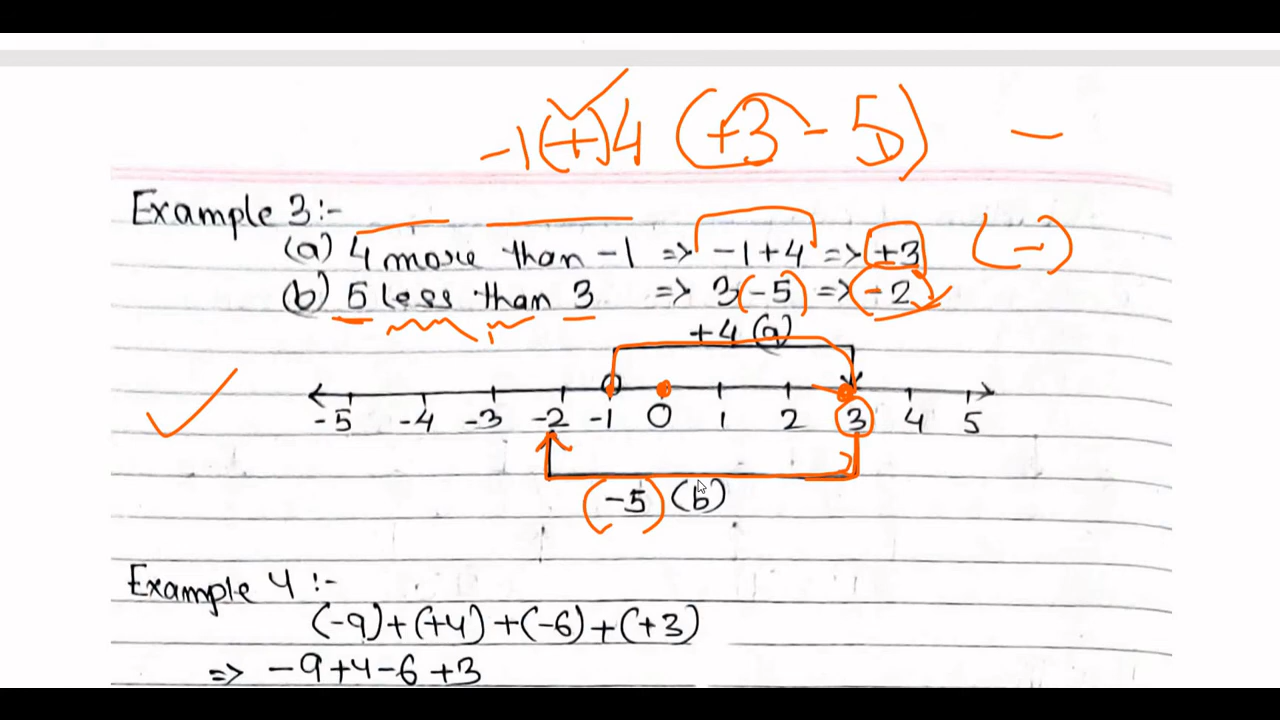 -1(+)4 (+3 - 5) -
Example 3:-
(a) 4 more than -1 => -1+4 => +3 (-)
(b) 5 less than 3 => 3(-5) => -2
+4 (a)
-5 -4 -3 -2 -1 0 1 2 3 4 5
(-5) (b)
Example 4 :-
(-9)+(+4)+(-6)+(+3)
=> -9+4-6+3